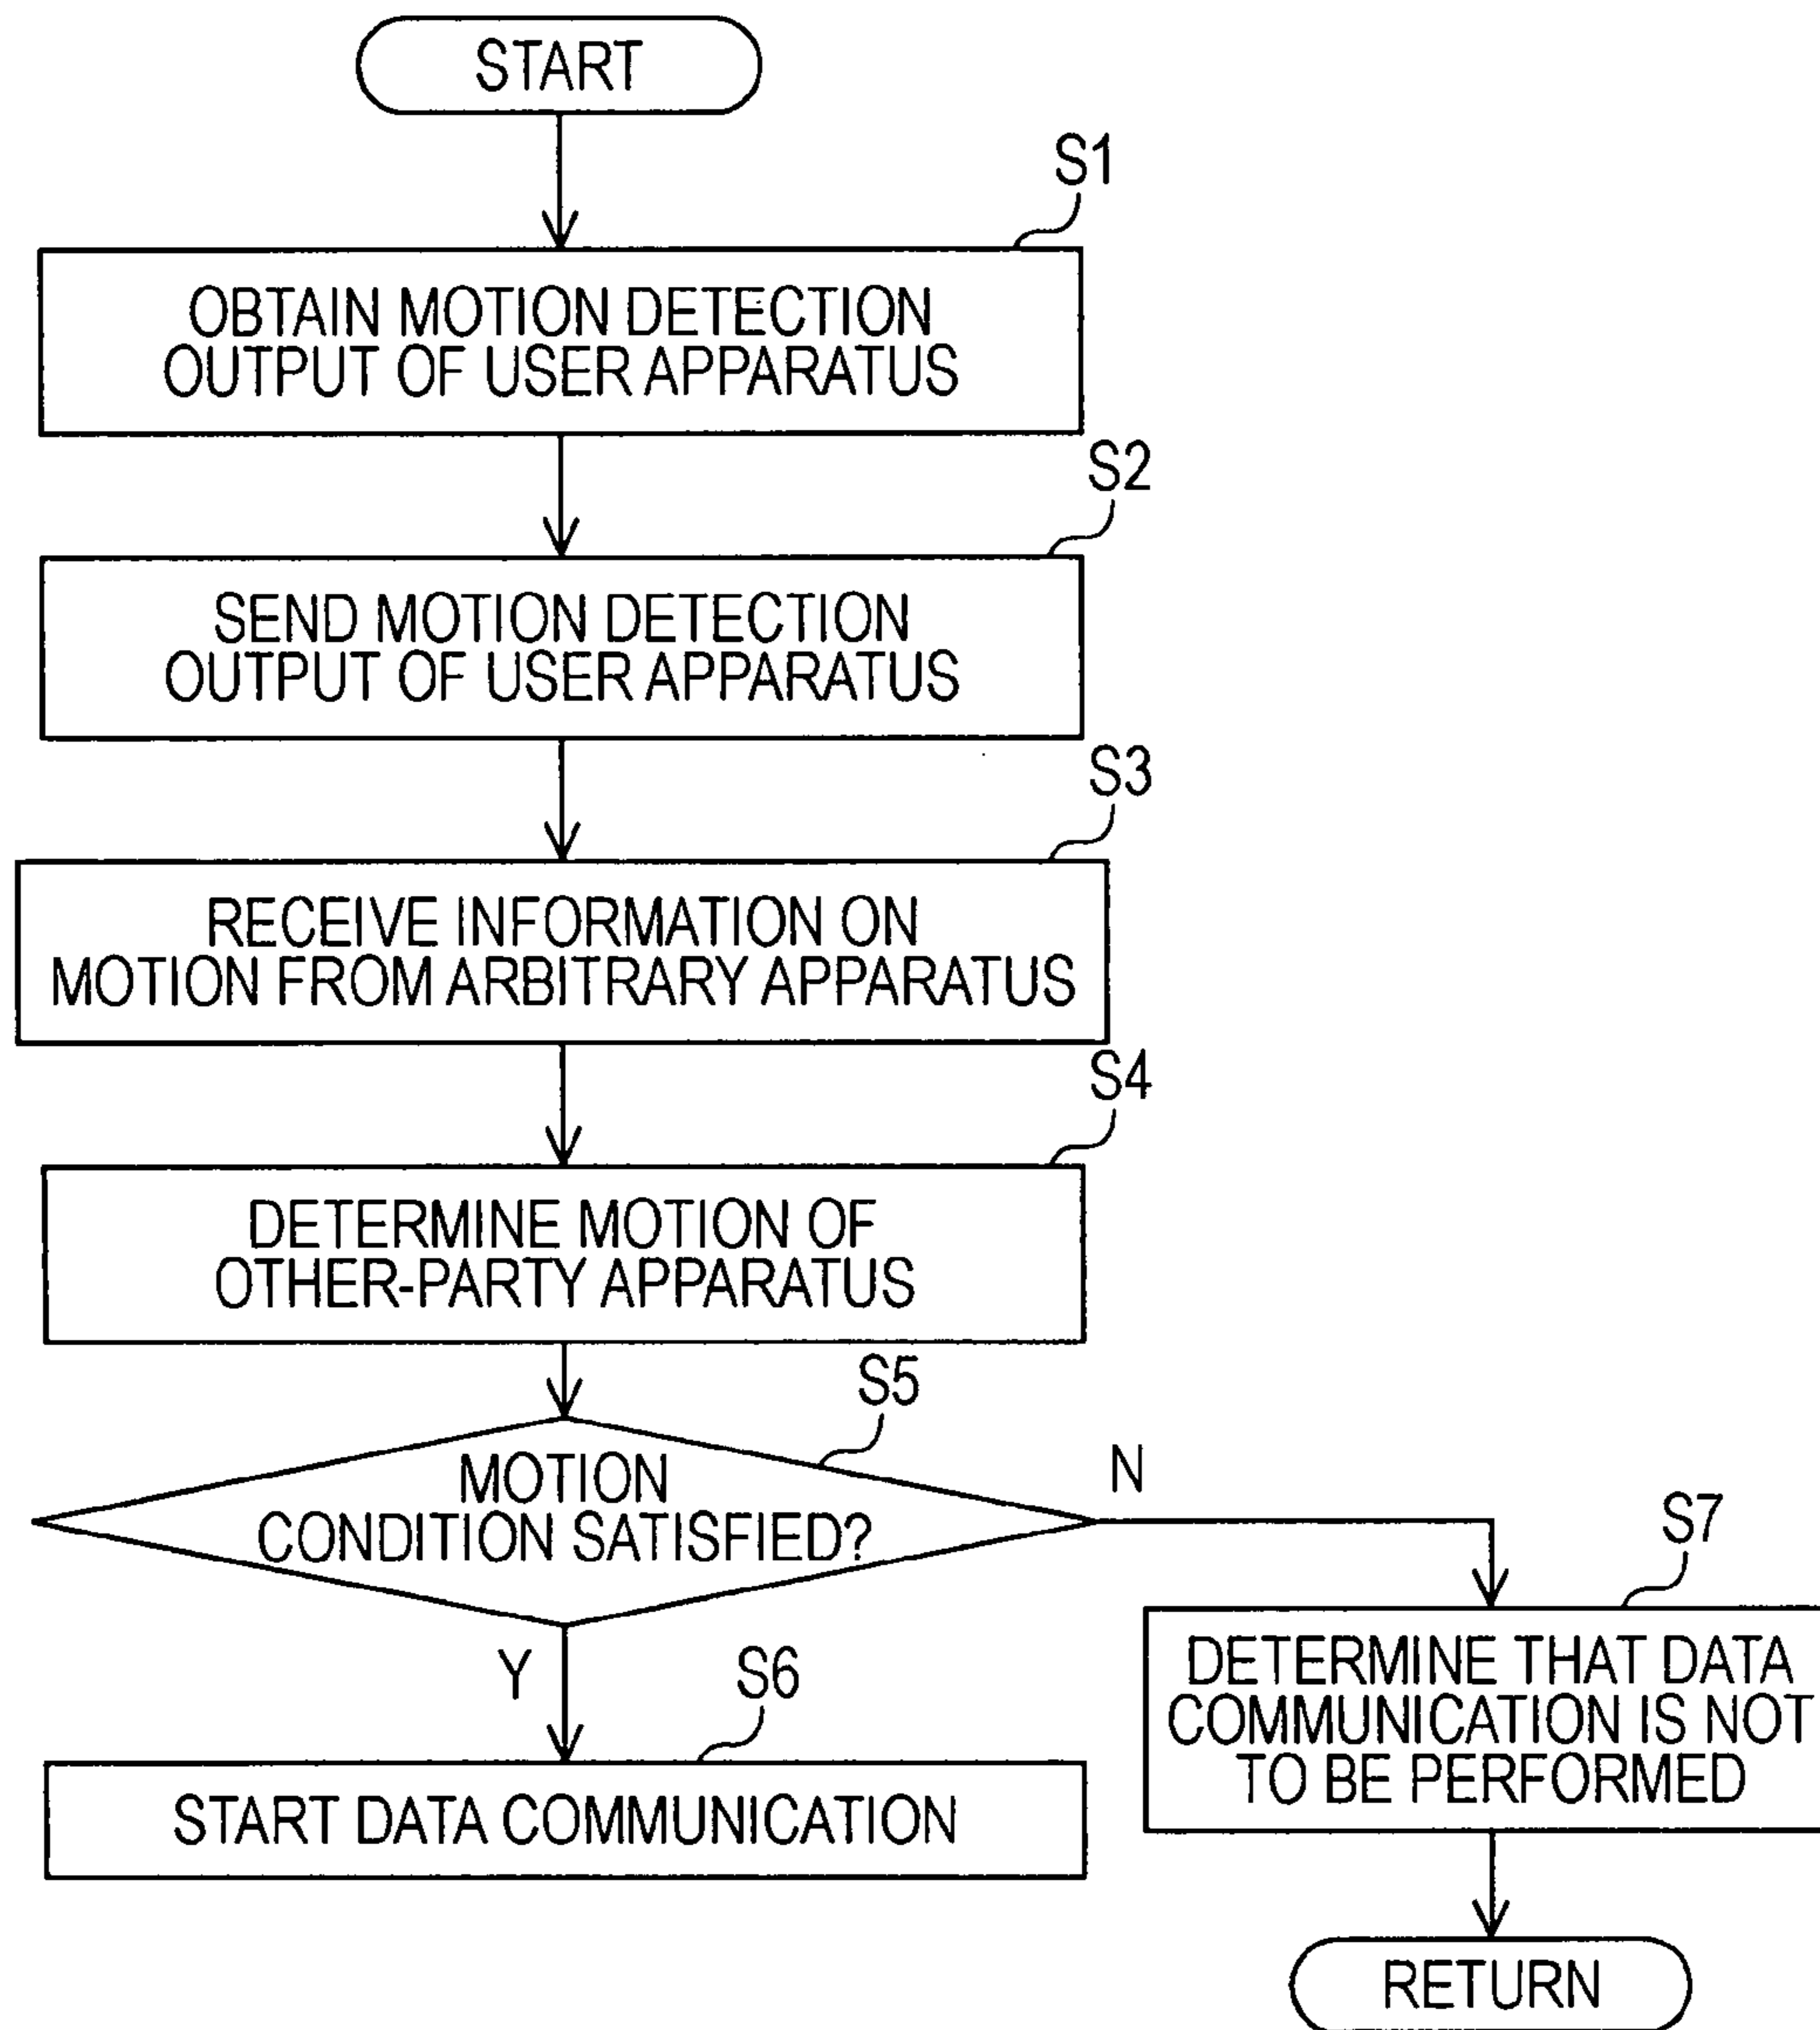 START
S1
OBTAIN MOTION DETECTION
OUTPUT OF USER APPARATUS
S2
SEND MOTION DETECTION
OUTPUT OF USER APPARATUS
S3
RECEIVE INFORMATION ON
MOTION FROM ARBITRARY APPARATUS
S4
DETERMINE MOTION OF
OTHER-PARTY APPARATUS
S5
MOTION
CONDITION SATISFIED?
N
Y
S6
START DATA COMMUNICATION
S7
DETERMINE THAT DATA
COMMUNICATION IS NOT
TO BE PERFORMED
RETURN